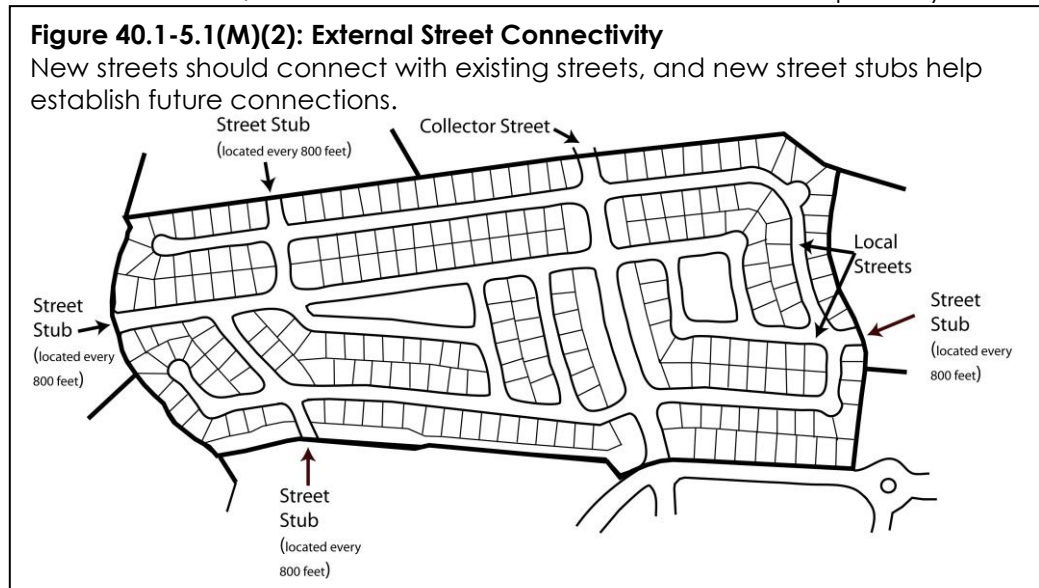 Figure 40.1-5.1(M)(2): External Street Connectivity
New streets should connect with existing streets, and new street stubs help
establish future connections.
Street Stub
(located every 800 feet)
Collector Street
Local
Streets
Street
Stub
(located every
800 feet)
Street
Stub
(located every
800 feet)
Street
Stub
(located every
800 feet)